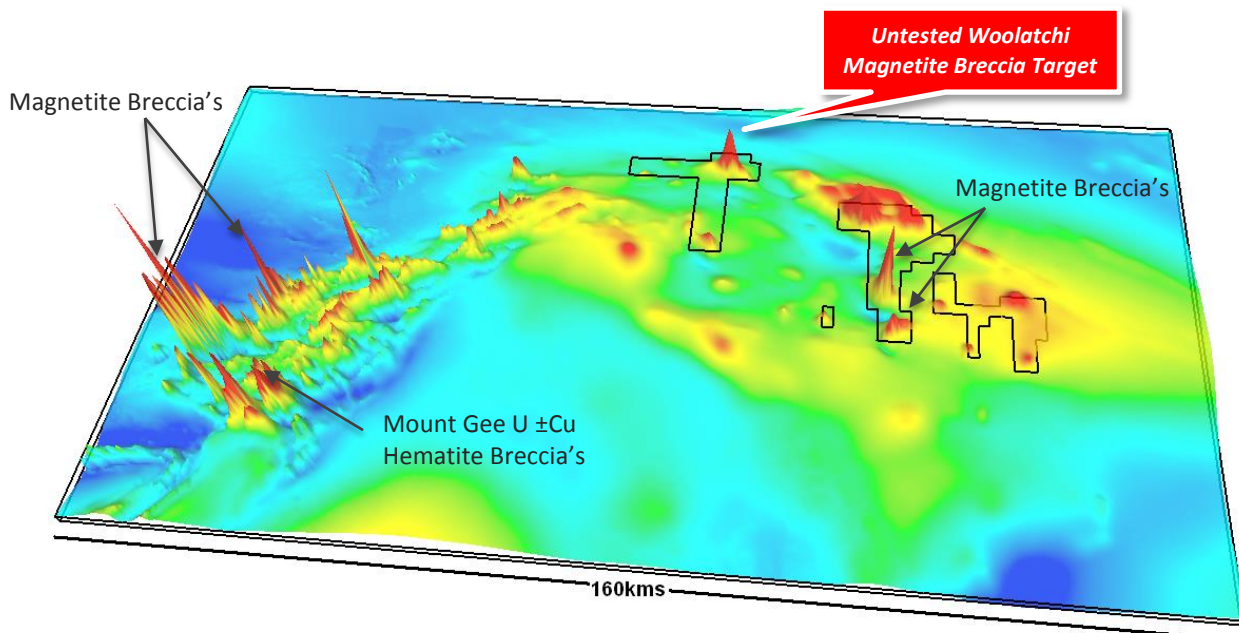 Untested Woolatchi
Magnetite Breccia Target
Magnetite Breccia’s
Magnetite Breccia’s
Mount Gee U ±Cu
Hematite Breccia’s
160kms